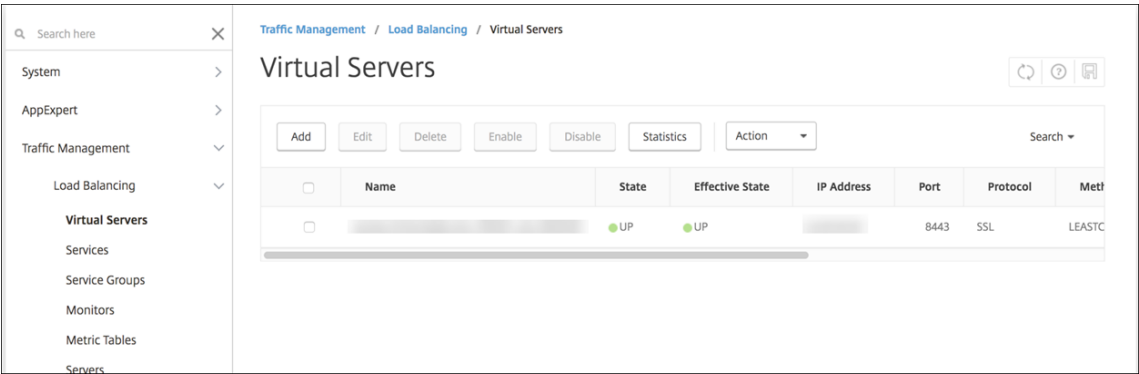 Search here
System
AppExpert
Traffic Management
Load Balancing
Virtual Servers
Services
Service Groups
Monitors
Metric Tables
Servers
Traffic Management / Load Balancing / Virtual Servers
Virtual Servers
Add Edit Delete Enable Disable Statistics Action Search
Name State Effective State IP Address Port Protocol Meth
UP UP 8443 SSL LEASTC